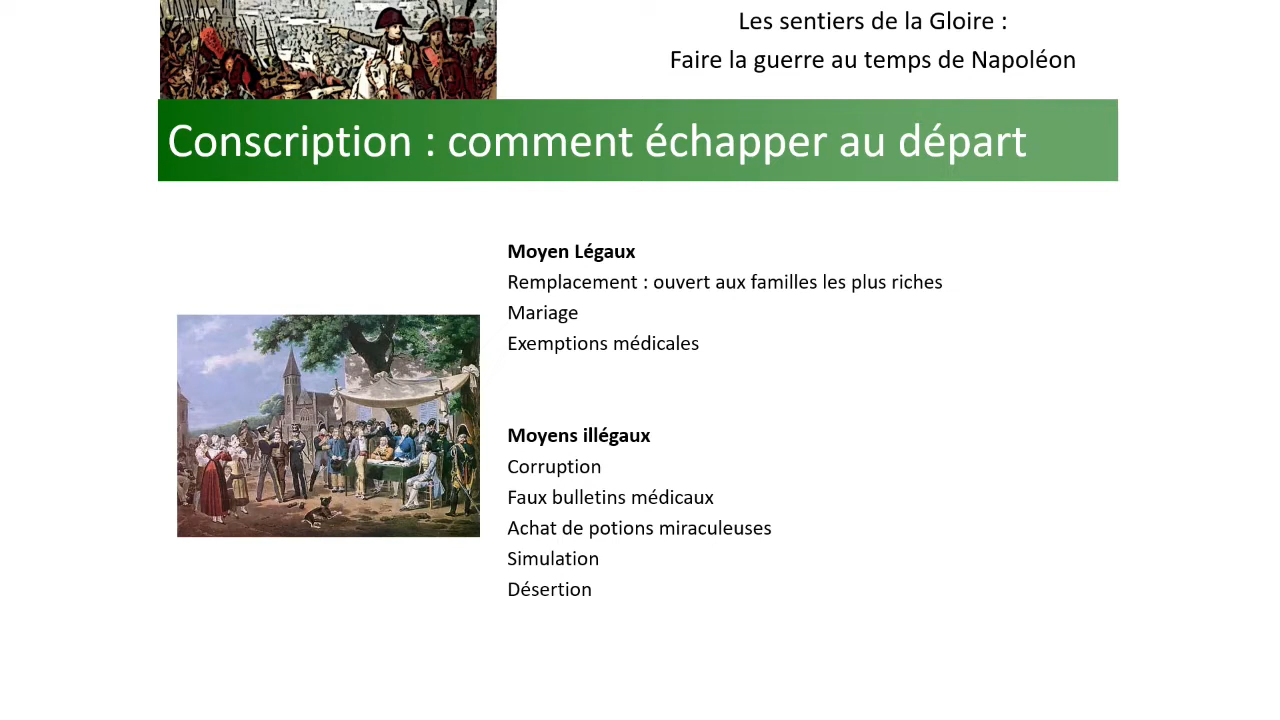 Les sentiers de la Gloire :
Faire la guerre au temps de Napoléon
Conscription : comment échapper au départ
Moyen Légaux
Remplacement : ouvert aux familles les plus riches
Mariage
Exemptions médicales
Moyens illégaux
Corruption
Faux bulletins médicaux
Achat de potions miraculeuses
Simulation
Désertion